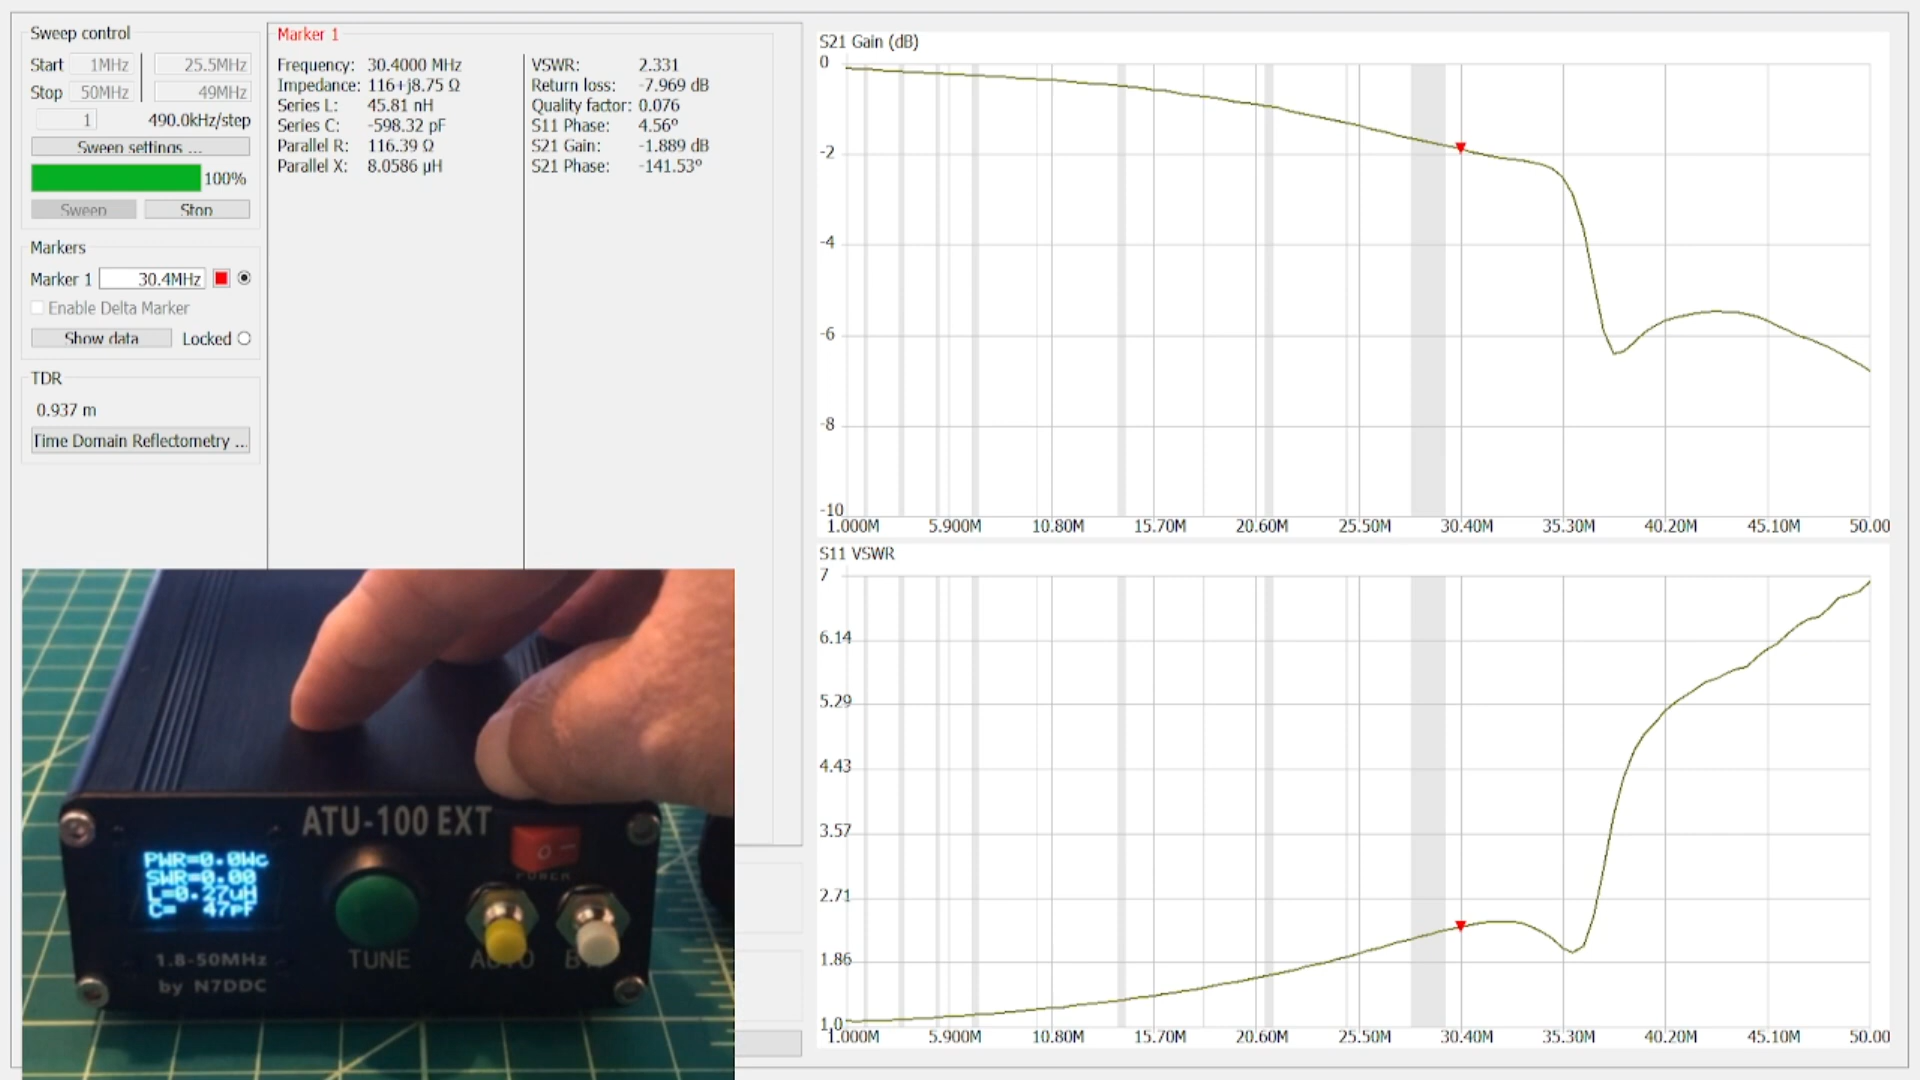 Sweep control
Start 1MHz 25.5MHz
Stop 50MHz 49MHz
1 490.0kHz/step
Sweep settings ...
100%
Sweep Stop
Markers
Marker 1 30.4MHz
Enable Delta Marker
Show data Locked
TDR
0.937 m
Time Domain Reflectometry ...
Marker 1
Frequency: 30.4000 MHz
Impedance: 116+j8.75 Ω
Series L: 45.81 nH
Series C: -598.32 pF
Parallel R: 116.39 Ω
Parallel X: 8.0586 µH
VSWR: 2.331
Return loss: -7.969 dB
Quality factor: 0.076
S11 Phase: 4.56º
S21 Gain: -1.889 dB
S21 Phase: -141.53º
S21 Gain (dB)
0
-2
-4
-6
-8
-10
1.000M 5.900M 10.80M 15.70M 20.60M 25.50M 30.40M 35.30M 40.20M 45.10M 50.00
S11 VSWR
7
6.14
5.29
4.43
3.57
2.71
1.86
1.0
1.000M 5.900M 10.80M 15.70M 20.60M 25.50M 30.40M 35.30M 40.20M 45.10M 50.00
ATU-100 EXT
PWR=0.0W
SWR=0.00
L=0.27uH
C= 47pF
POWER
TUNE
AUTO
1.8-50MHz
by N7DDC